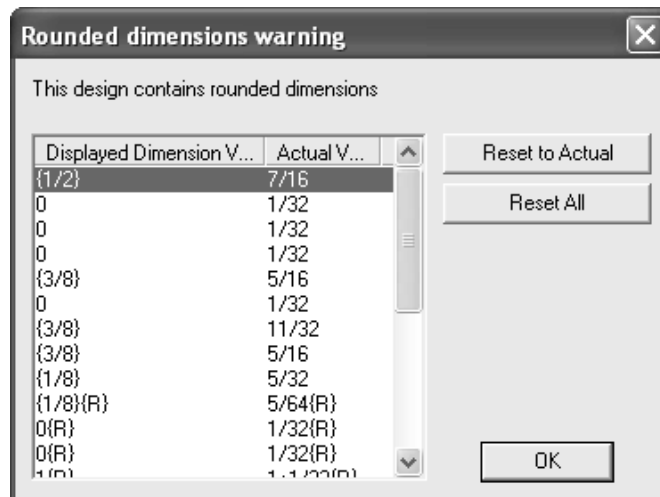 Rounded dimensions warning
This design contains rounded dimensions
Displayed Dimension V... Actual V...
{1/2} 7/16
0 1/32
0 1/32
0 1/32
{3/8} 5/16
0 1/32
{3/8} 11/32
{3/8} 5/16
{1/8} 5/32
{1/8}{R} 5/64{R}
0{R} 1/32{R}
0{R} 1/32{R}
Reset to Actual
Reset All
OK